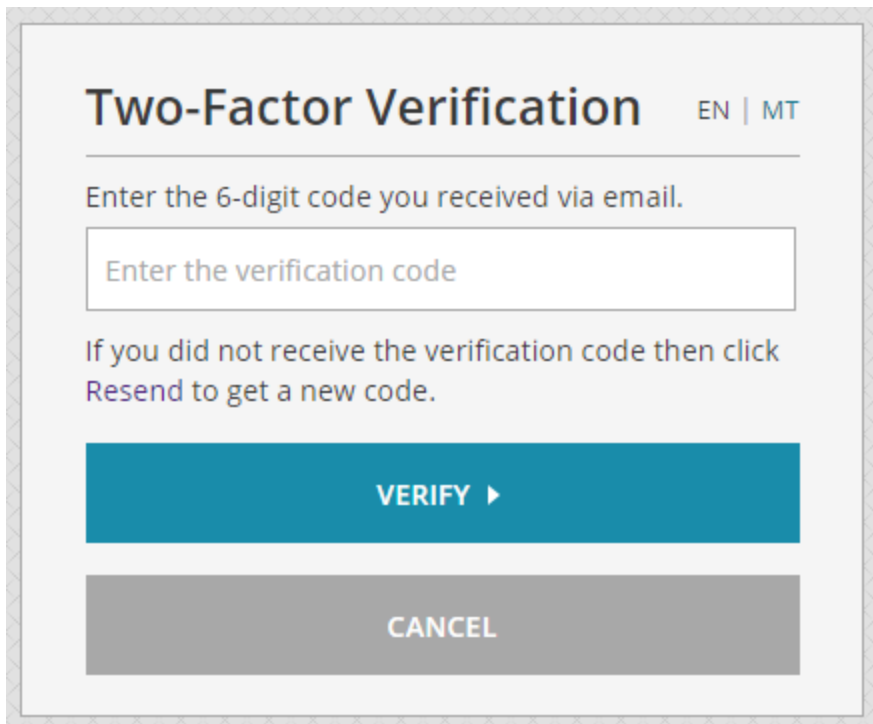 Two-Factor Verification EN | MT
Enter the 6-digit code you received via email.
Enter the verification code
If you did not receive the verification code then click
Resend to get a new code.
VERIFY
CANCEL